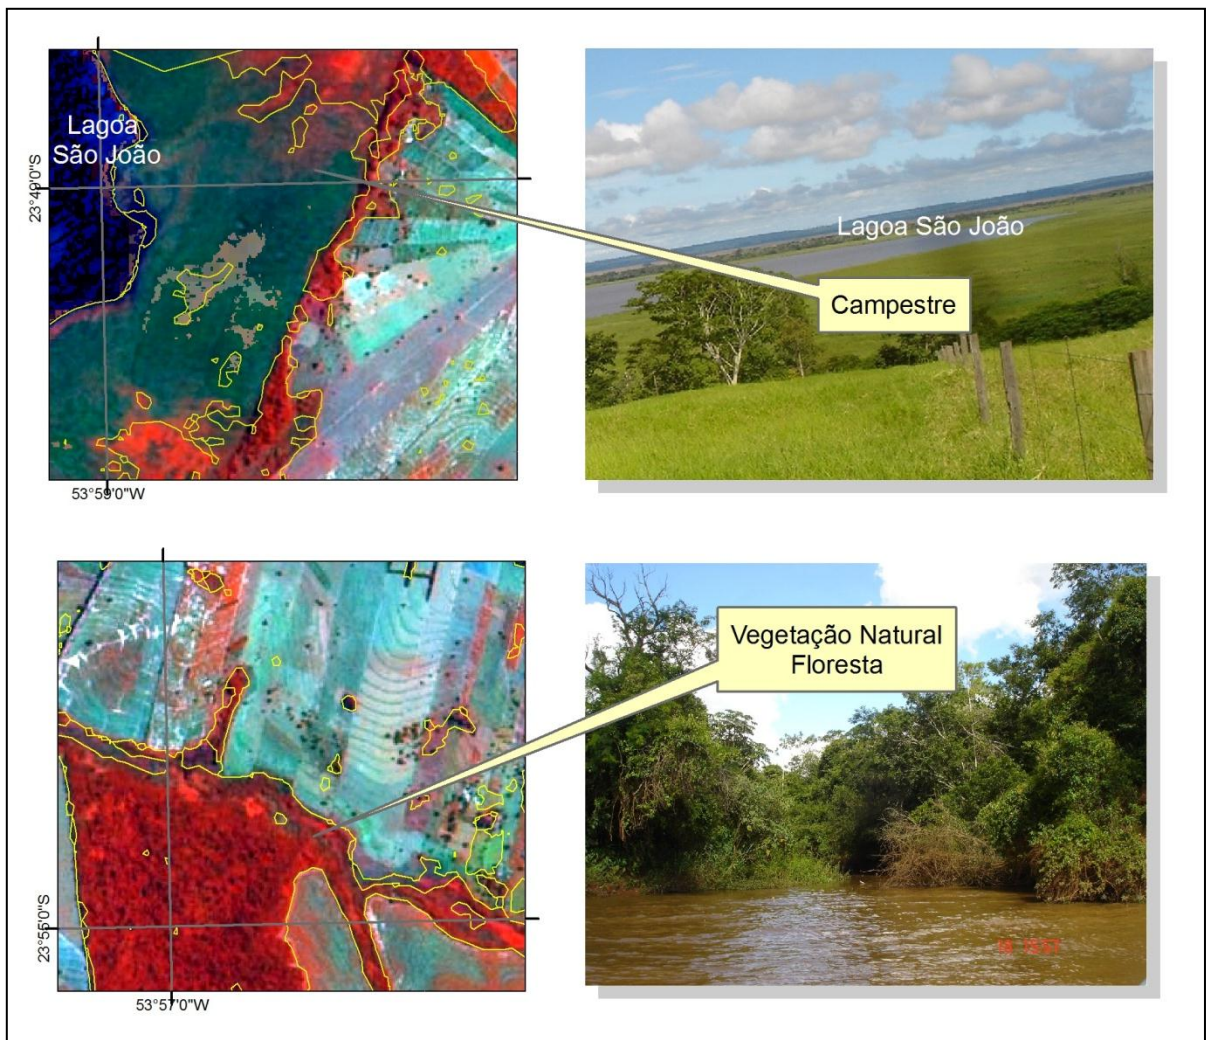 Lagoa
São João
23°49'0"S
53°59'0"W
Lagoa São João
Campestre
23°55'0"S
53°57'0"W
Vegetação Natural
Floresta